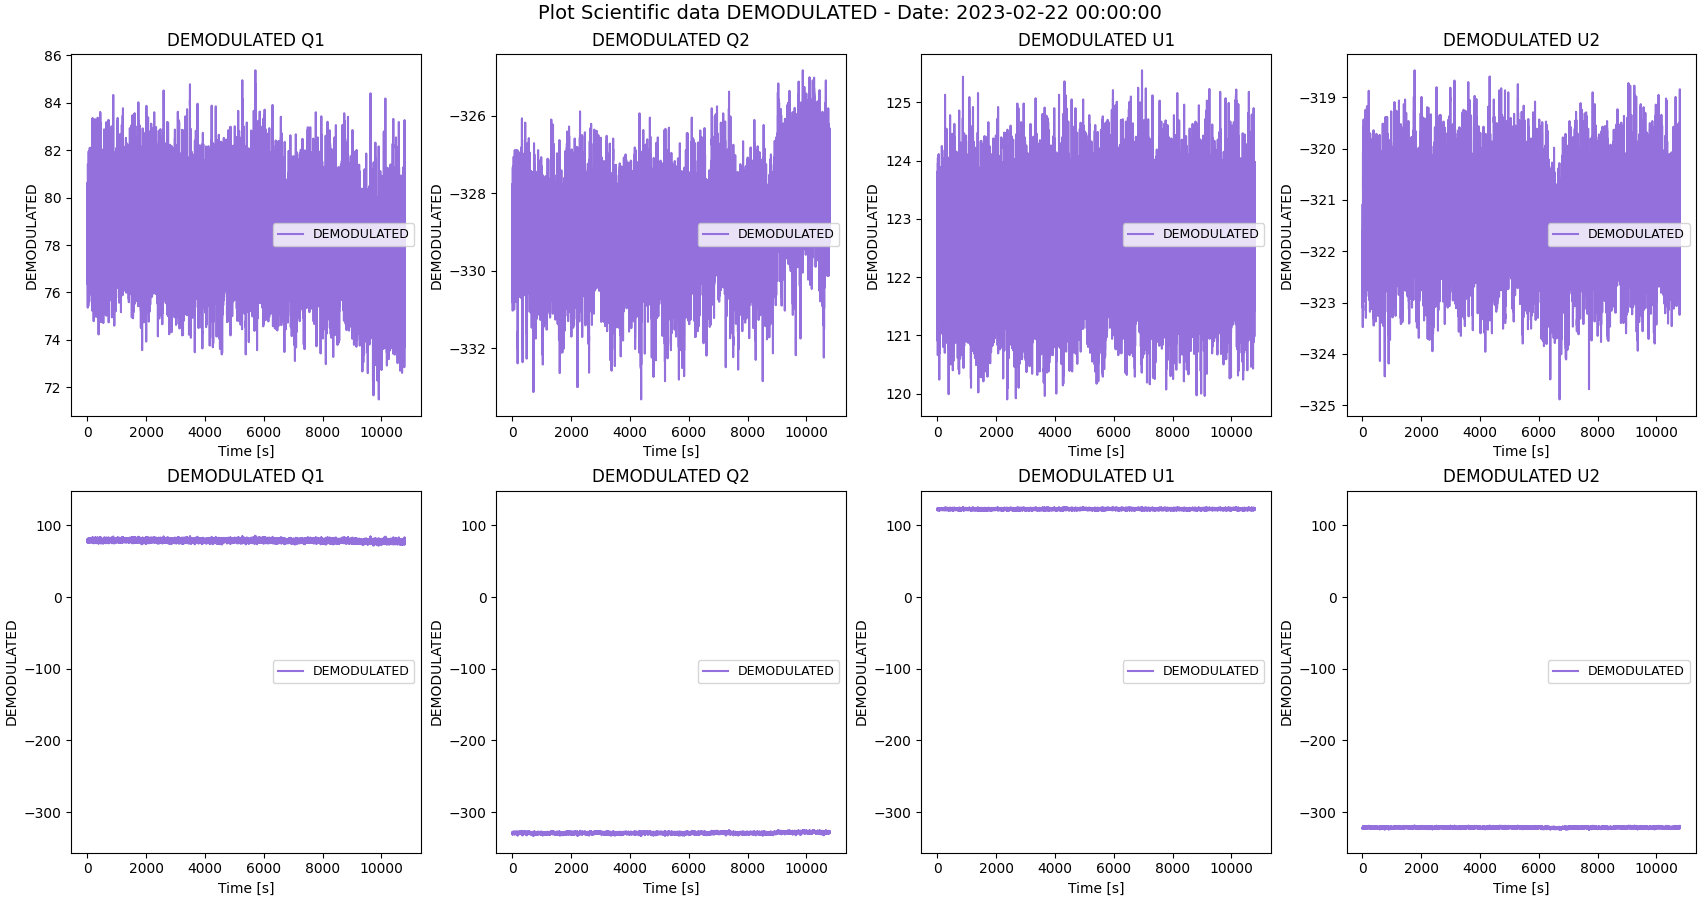 Plot Scientific data DEMODULATED - Date: 2023-02-22 00:00:00
DEMODULATED Q1
86
84
82
80
78
76
74
72
DEMODULATED
DEMODULATED
0 2000 4000 6000 8000 10000
Time [s]
DEMODULATED Q2
−326
−328
−330
−332
DEMODULATED
DEMODULATED
0 2000 4000 6000 8000 10000
Time [s]
DEMODULATED U1
125
124
123
122
121
120
DEMODULATED
DEMODULATED
0 2000 4000 6000 8000 10000
Time [s]
DEMODULATED U2
−319
−320
−321
−322
−323
−324
−325
DEMODULATED
DEMODULATED
0 2000 4000 6000 8000 10000
Time [s]
DEMODULATED Q1
100
0
−100
−200
−300
DEMODULATED
DEMODULATED
0 2000 4000 6000 8000 10000
Time [s]
DEMODULATED Q2
100
0
−100
−200
−300
DEMODULATED
DEMODULATED
0 2000 4000 6000 8000 10000
Time [s]
DEMODULATED U1
100
0
−100
−200
−300
DEMODULATED
DEMODULATED
0 2000 4000 6000 8000 10000
Time [s]
DEMODULATED U2
100
0
−100
−200
−300
DEMODULATED
DEMODULATED
0 2000 4000 6000 8000 10000
Time [s]